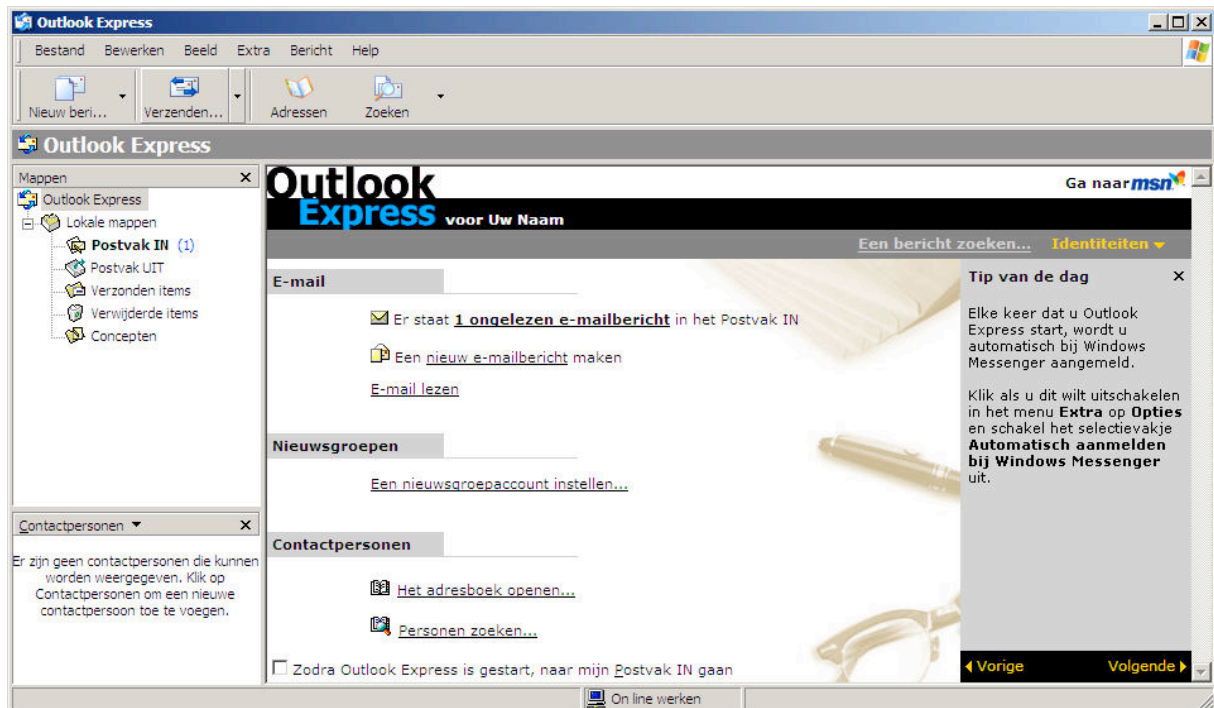 Outlook Express
Bestand Bewerken Beeld Extra Bericht Help
Nieuw beri... Verzenden... Adressen Zoeken
Outlook Express
Mappen
Outlook Express
Lokale mappen
Postvak IN (1)
Postvak UIT
Verzonden items
Verwijderde items
Concepten
Contactpersonen
Er zijn geen contactpersonen die kunnen
worden weergegeven. Klik op
Contactpersonen om een nieuwe
contactpersoon toe te voegen.
Outlook
Express voor Uw Naam
Ga naar msn
Een bericht zoeken... Identiteiten
E-mail
Er staat 1 ongelezen e-mailbericht in het Postvak IN
Een nieuw e-mailbericht maken
E-mail lezen
Nieuwsgroepen
Een nieuwsgroepaccount instellen...
Contactpersonen
Het adresboek openen...
Personen zoeken...
Zodra Outlook Express is gestart, naar mijn Postvak IN gaan
Tip van de dag
Elke keer dat u Outlook
Express start, wordt u
automatisch bij Windows
Messenger aangemeld.
Klik als u dit wilt uitschakelen
in het menu Extra op Opties
en schakel het selectievakje
Automatisch aanmelden
bij Windows Messenger
uit.
Vorige Volgende
On line werken